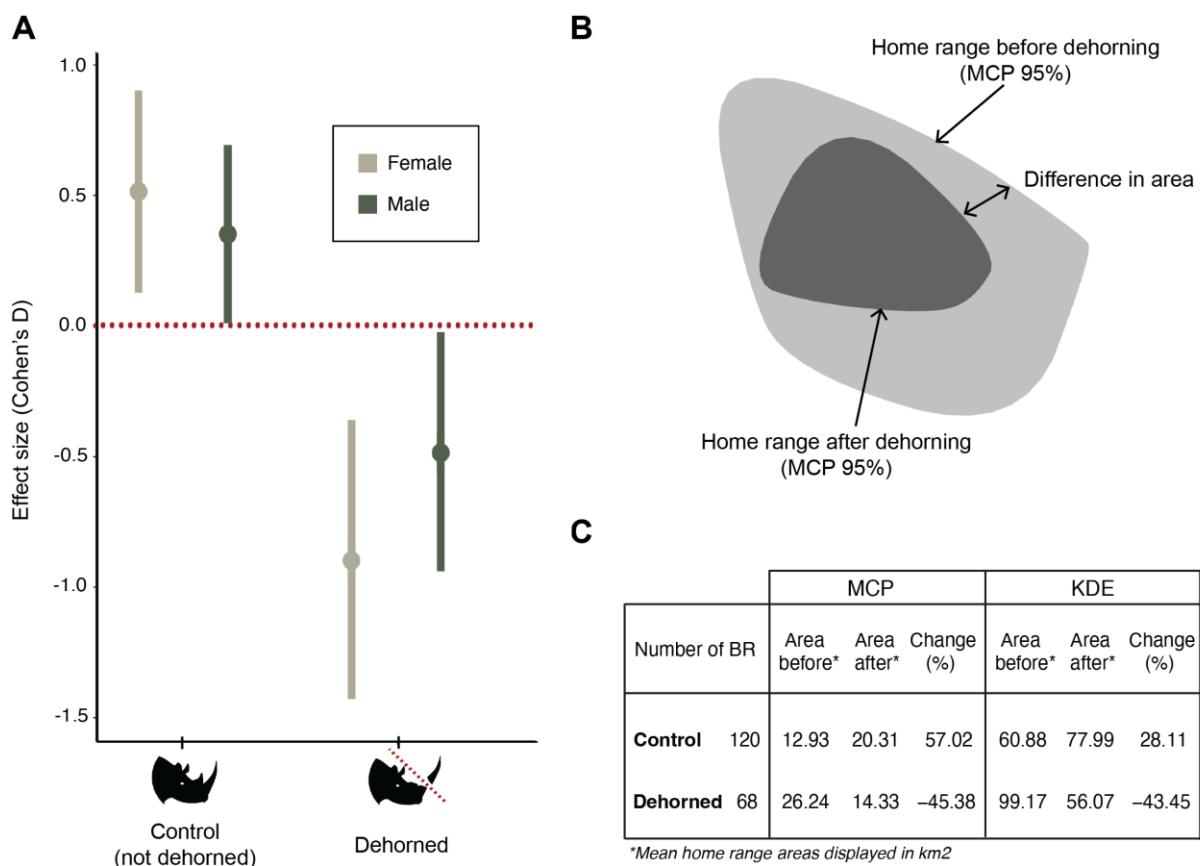 A
Effect size (Cohen's D)
1.0
0.5
0.0
-0.5
-1.0
-1.5
Female
Male
Control
(not dehorned)
Dehorned
B
Home range before dehorning
(MCP 95%)
Difference in area
Home range after dehorning
(MCP 95%)
C
MCP KDE
Number of BR Area before* Area after* Change (%) Area before* Area after* Change (%)
Control 120 12.93 20.31 57.02 60.88 77.99 28.11
Dehorned 68 26.24 14.33 −45.38 99.17 56.07 −43.45
*Mean home range areas displayed in km2